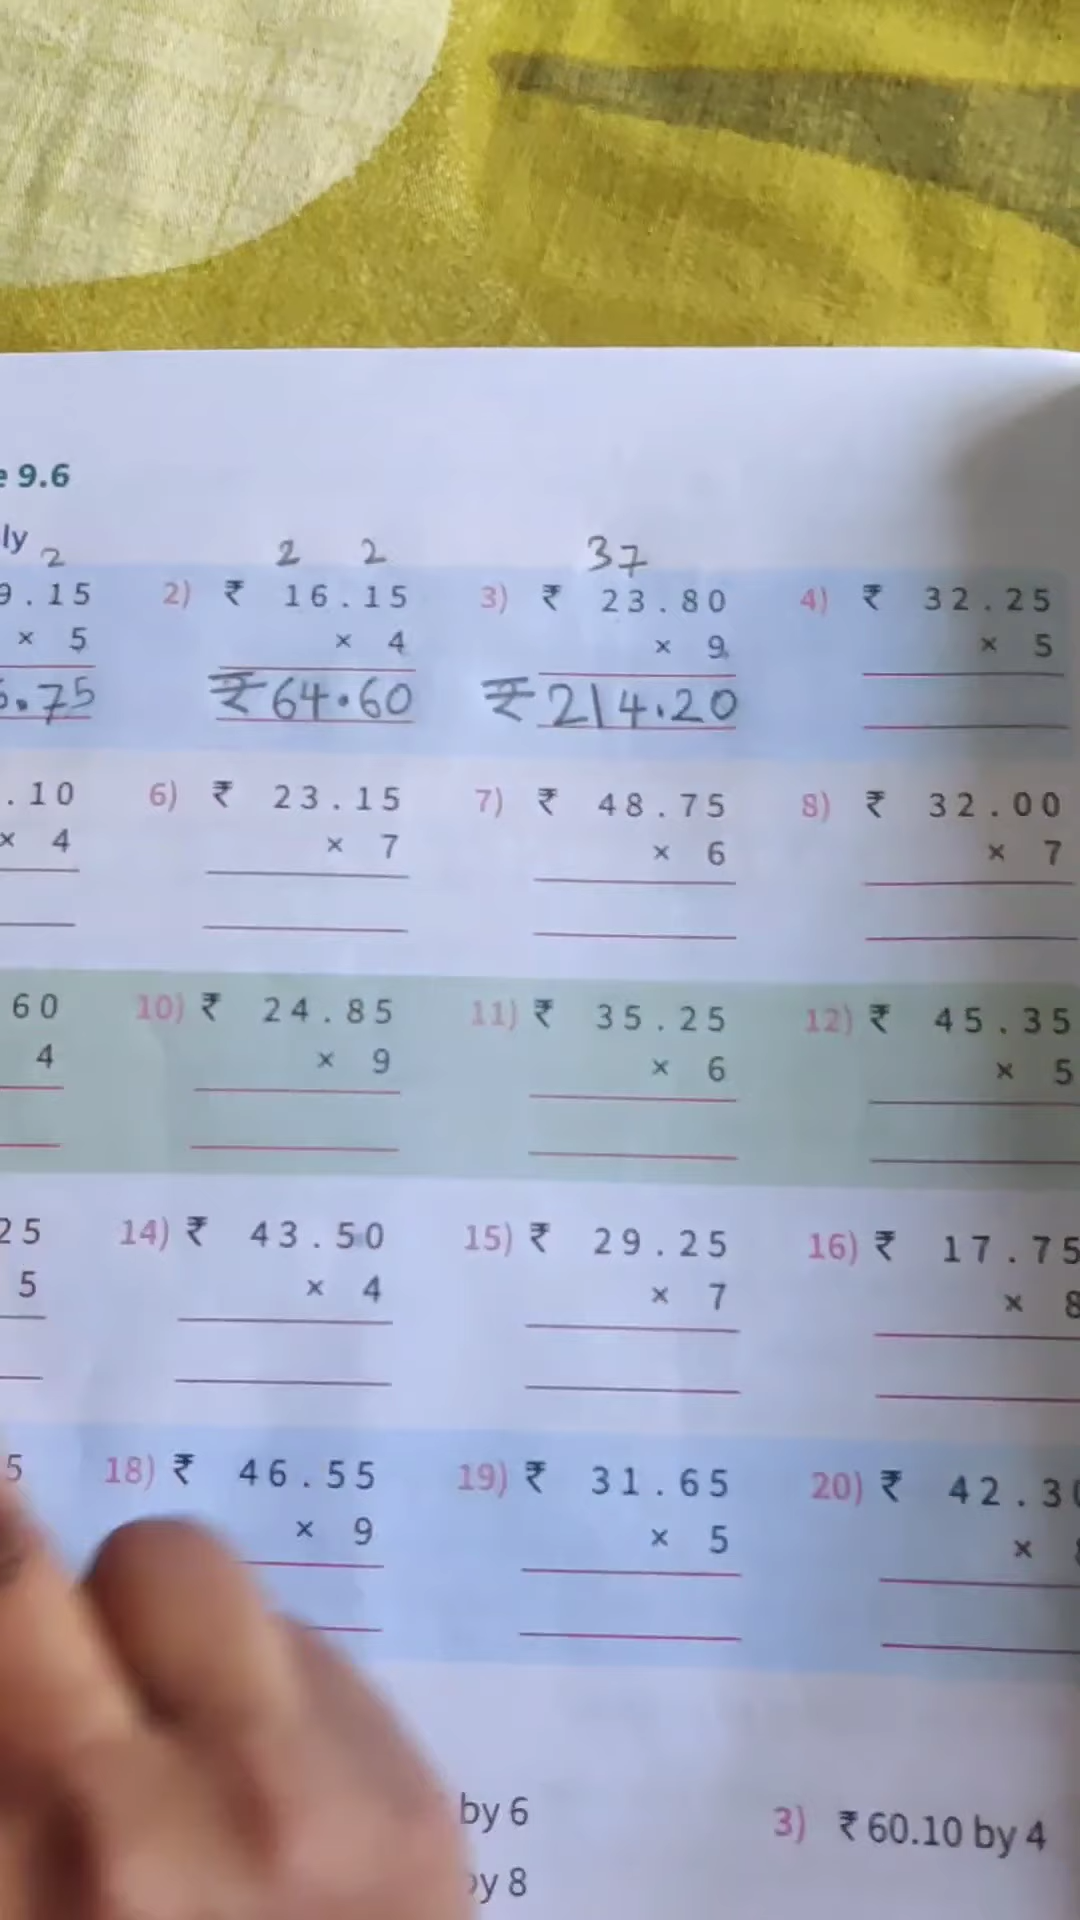 e 9.6
ly
2 2 2 37
9.15 2) ₹ 16.15 3) ₹ 23.80 4) ₹ 32.25
× 5 × 4 × 9 × 5
.75 ₹64.60 ₹214.20
.10 6) ₹ 23.15 7) ₹ 48.75 8) ₹ 32.00
× 4 × 7 × 6 × 7
60 10) ₹ 24.85 11) ₹ 35.25 12) ₹ 45.35
4 × 9 × 6 × 5
25 14) ₹ 43.50 15) ₹ 29.25 16) ₹ 17.75
5 × 4 × 7 × 8
5 18) ₹ 46.55 19) ₹ 31.65 20) ₹ 42.30
× 9 × 5 ×
by 6 3) ₹ 60.10 by 4
by 8